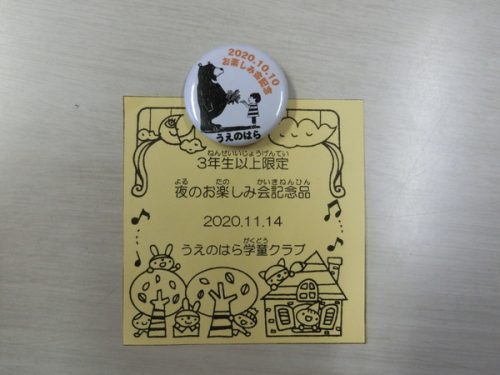 2020.10.10
お楽しみ会記念
うえのはら
ねんせいいじょうげんてい
3年生以上限定
よる たの かいきねんひん
夜のお楽しみ会記念品
2020.11.14
がくどう
うえのはら学童クラブ